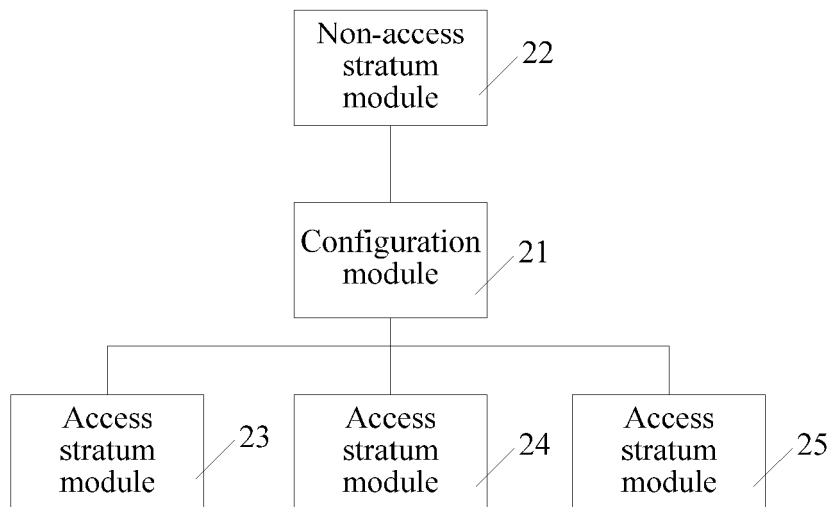 Non-access
stratum
module
22
Configuration
module
21
Access
stratum
module
23
Access
stratum
module
24
Access
stratum
module
25